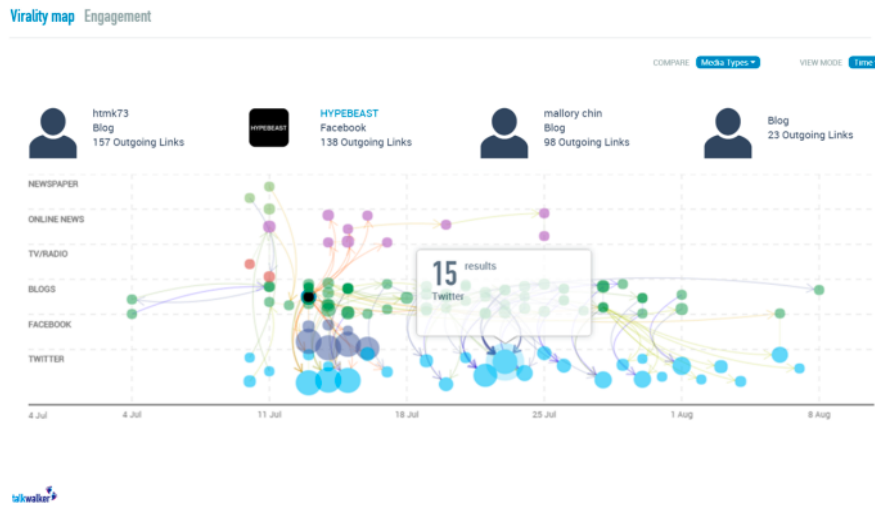 Virality map Engagement
COMPARE Media Types VIEW MODE Time
htmk73
Blog
157 Outgoing Links
HYPEBEAST
HYPEBEAST
Facebook
138 Outgoing Links
mallory chin
Blog
98 Outgoing Links
Blog
23 Outgoing Links
NEWSPAPER
ONLINE NEWS
TV/RADIO
BLOGS
FACEBOOK
TWITTER
15 results
Twitter
4 Jul 4 Jul 11 Jul 18 Jul 25 Jul 1 Aug 8 Aug
talkwalker